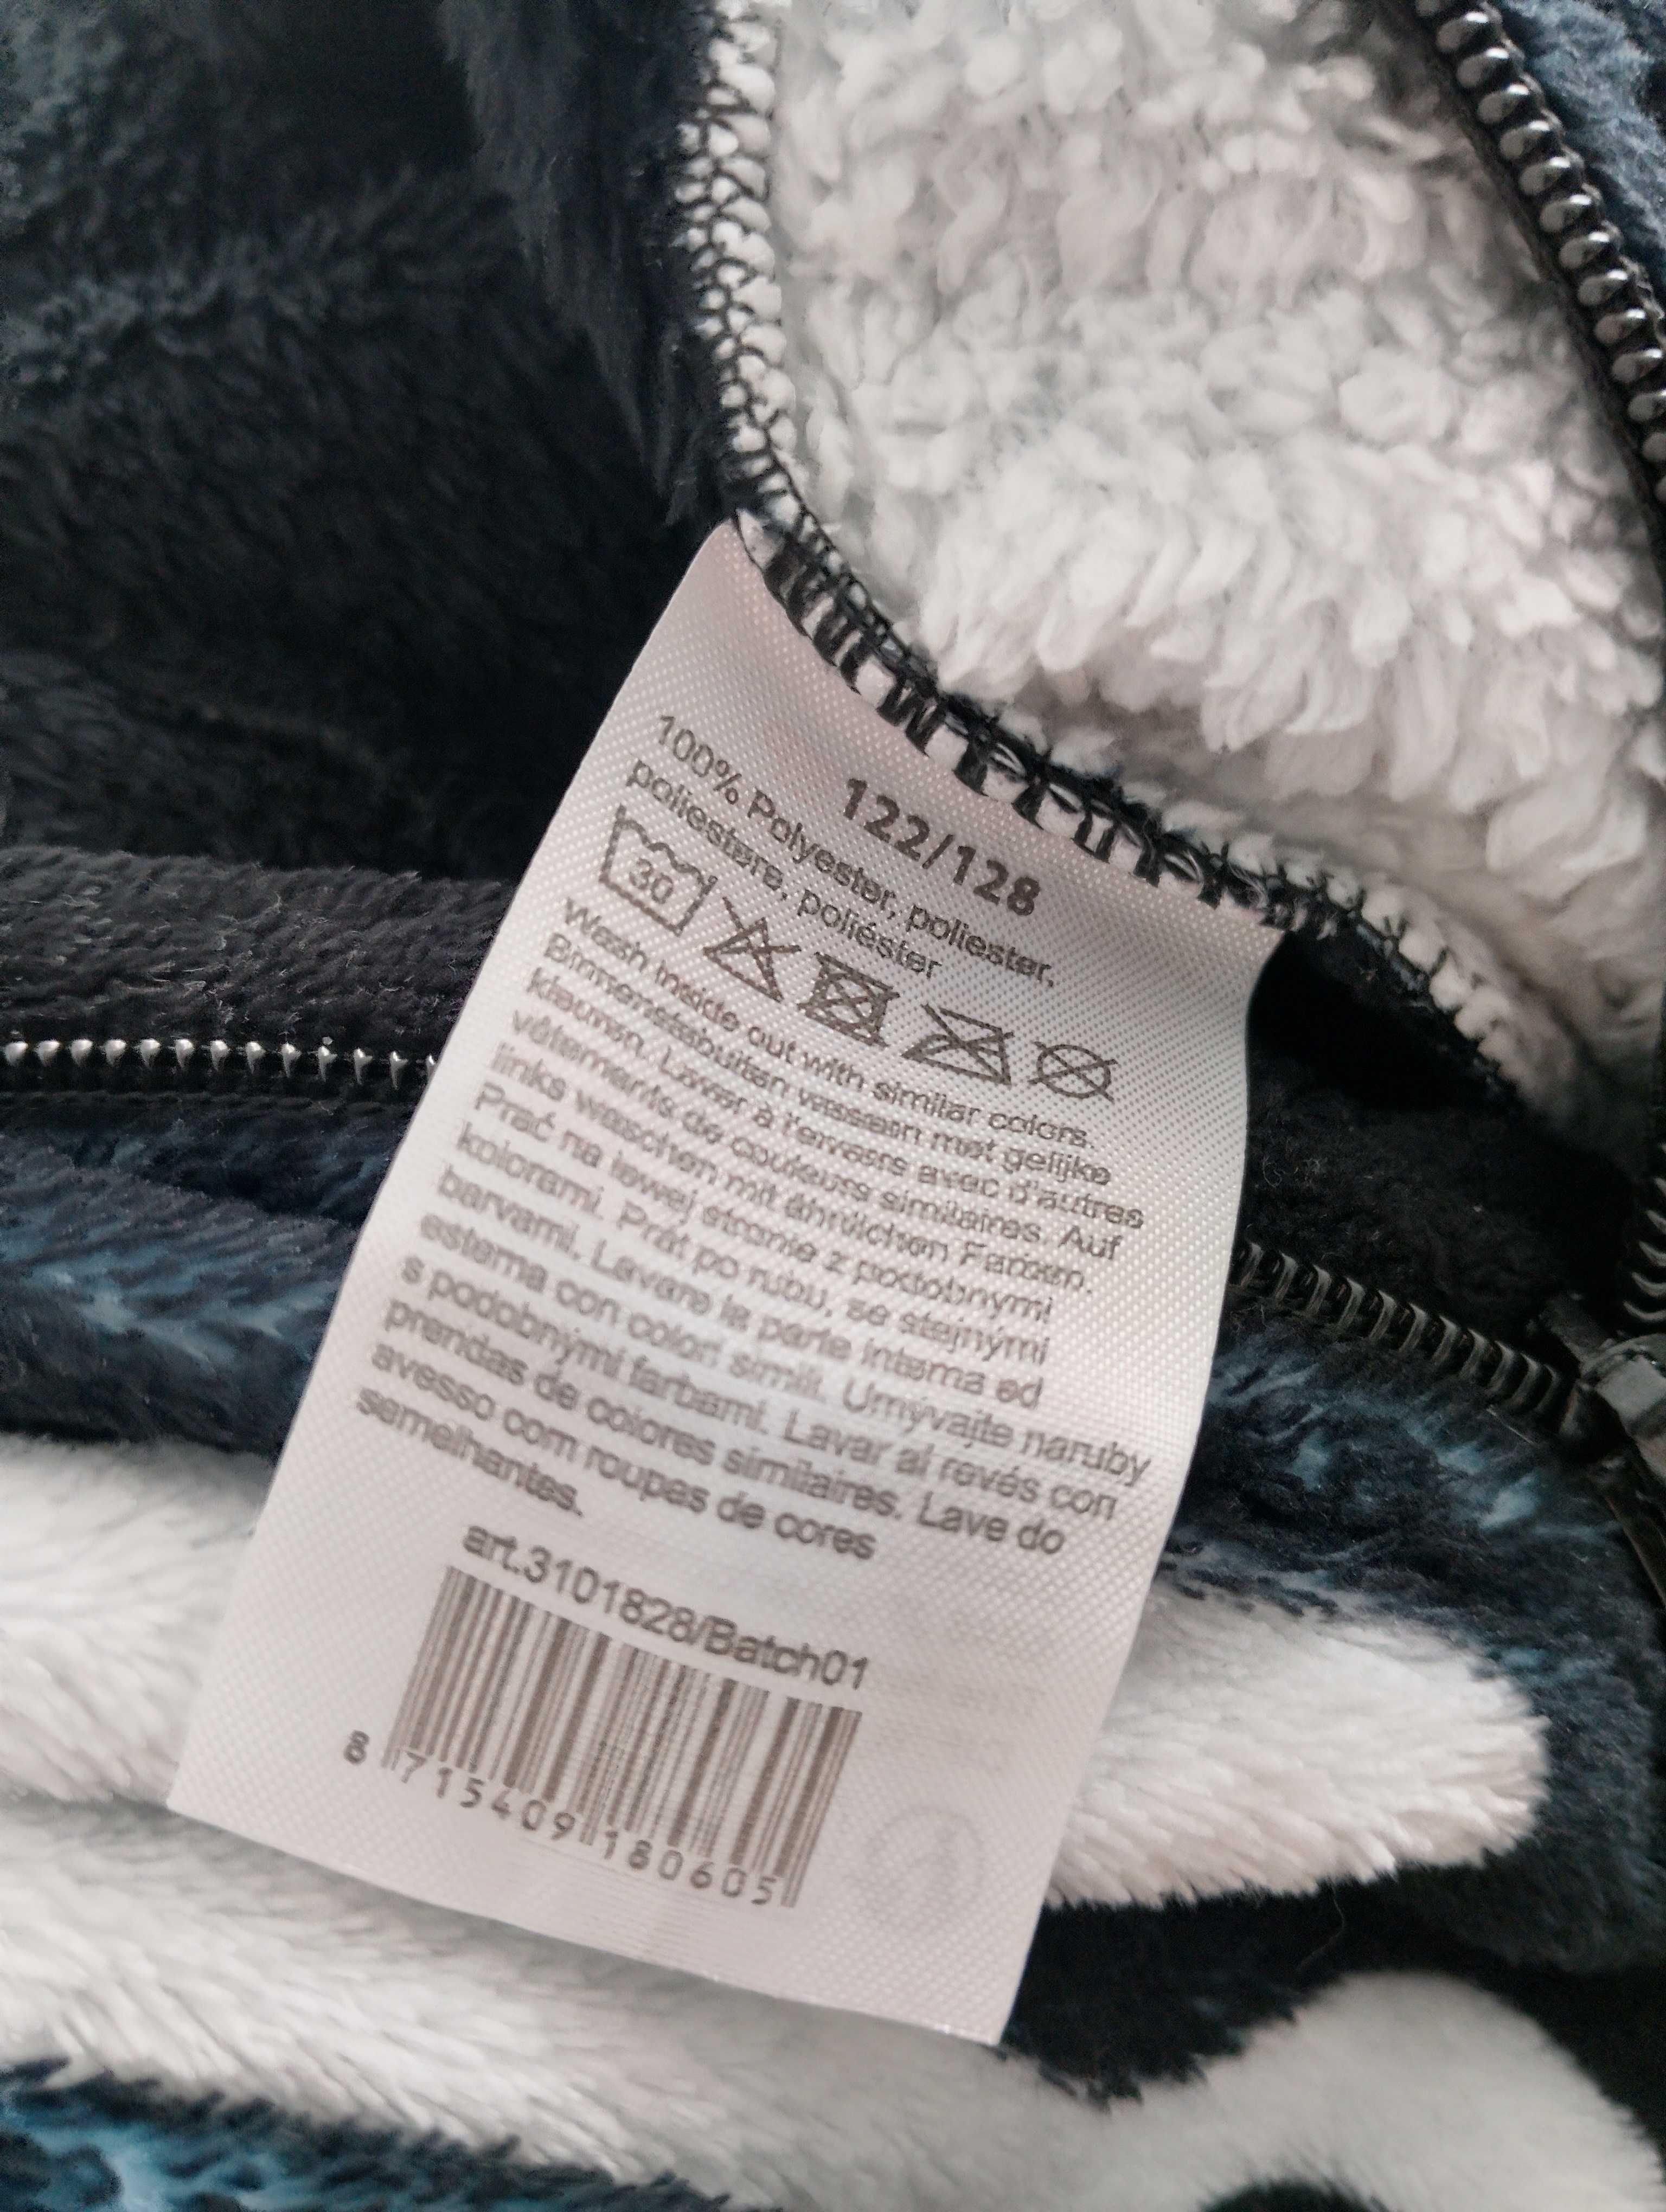 122/128
100% Polyester, poliester,
poliestere, poliéster
30
Wash inside out with similar colors.
Binnenstebuiten wassen met gelijke
kleuren. Laver à l'envers avec d'autres
vêtements de couleurs similaires. Auf
links waschen mit ähnlichen Farben.
Prać na lewej stronie z podobnymi
kolorami. Prát po rubu, se stejnými
barvami. Lavare la parte interna ed
esterna con colori simili. Umývajte naruby
s podobnými farbami. Lavar al revés con
prendas de colores similaires. Lave do
avesso com roupas de cores
semelhantes.
art.3101828/Batch01
8 715409 180605